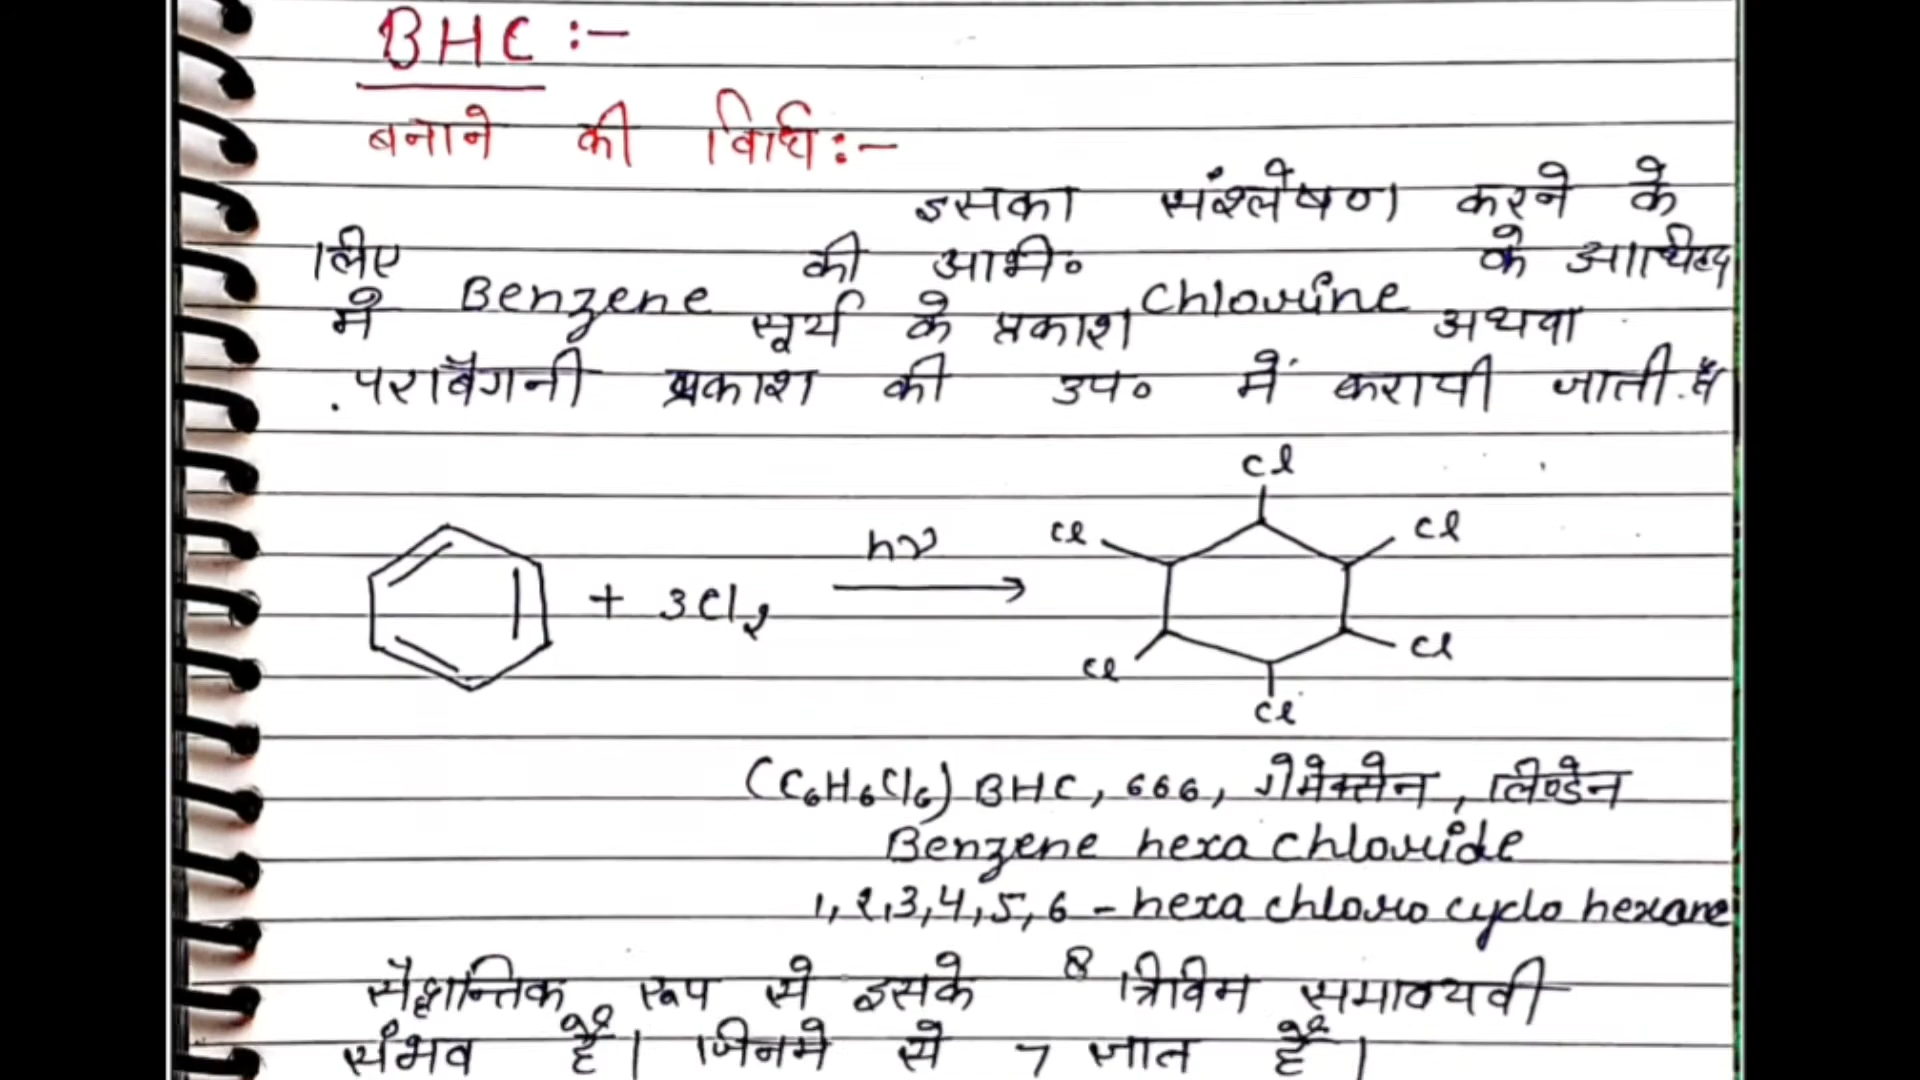 BHC :-
बनाने की विधि:-
इसका संश्लेषण करने के
लिए Benzene की आभि० Chlorine के आधिक्य
मे सूर्य के प्रकाश अथवा
पराबैगनी प्रकाश की उप० में करायी जाती है
+ 3Cl2 hν
Cl
Cl Cl
Cl Cl
Cl
(C6H6Cl6) BHC, 666, गेमेक्सेन, लिण्डेन
Benzene hexa chloride
1,2,3,4,5,6 - hexa chloro cyclo hexane
सैद्धान्तिक रूप से इसके 8 त्रिविम समावयवी
संभव हैं। जिनमे से 7 ज्ञात हैं।